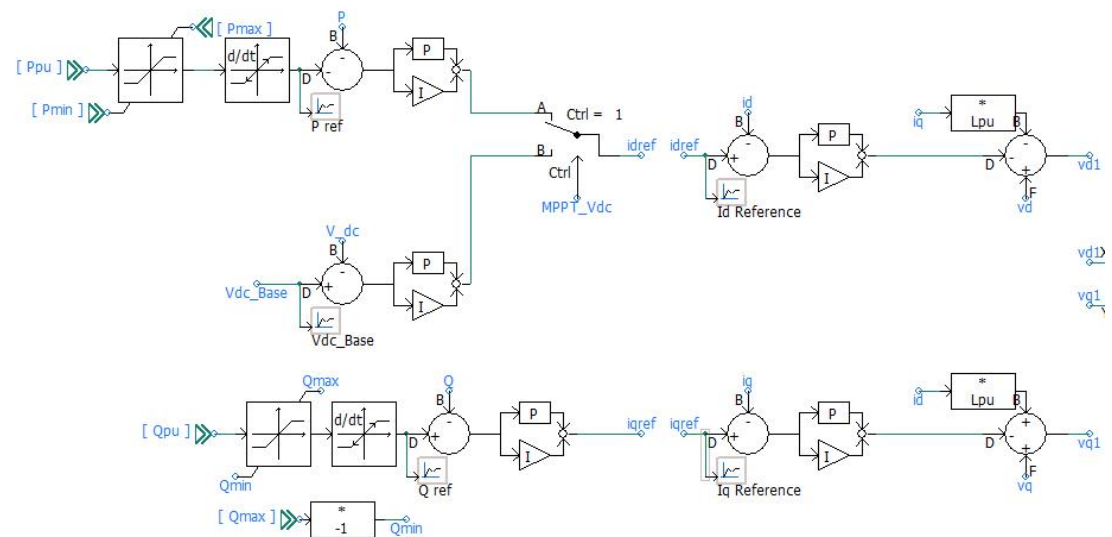 [ Pmax ]
P
B
[ Ppu ]
d/dt
D
P
I
[ Pmin ]
P ref
A
Ctrl = 1
B
Ctrl
MPPT_Vdc
idref
idref
id
B
D
P
I
Id Reference
iq
*
Lpu
B
D
F
vd
vd1
V_dc
B
Vdc_Base
D
P
I
Vdc_Base
vd1
X
vq1
Y
Qmax
Q
B
[ Qpu ]
d/dt
D
P
I
iqref
iqref
Qmin
Q ref
iq
B
D
P
I
Iq Reference
id
*
Lpu
B
D
F
vq
vq1
[ Qmax ]
*
-1
Qmin